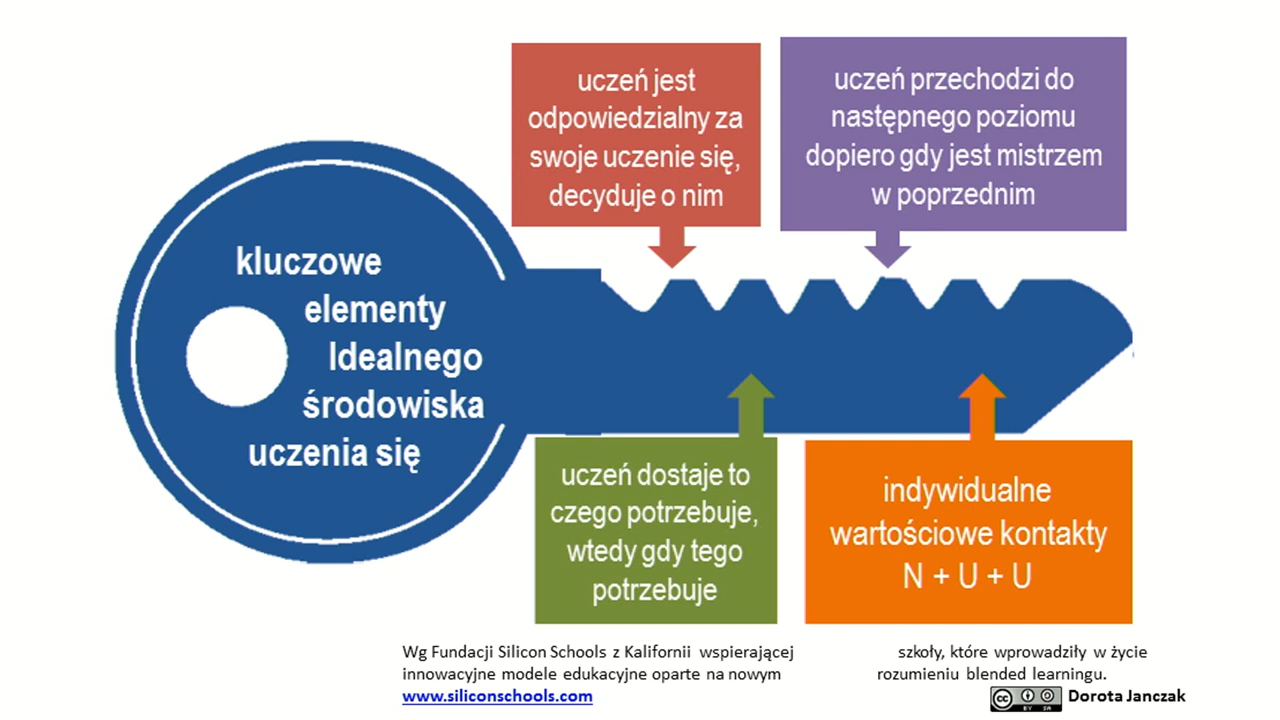 uczeń jest
odpowiedzialny za
swoje uczenie się,
decyduje o nim
uczeń przechodzi do
następnego poziomu
dopiero gdy jest mistrzem
w poprzednim
kluczowe
elementy
Idealnego
środowiska
uczenia się
uczeń dostaje to
czego potrzebuje,
wtedy gdy tego
potrzebuje
indywidualne
wartościowe kontakty
N + U + U
Wg Fundacji Silicon Schools z Kalifornii wspierającej
innowacyjne modele edukacyjne oparte na nowym
www.siliconschools.com
szkoły, które wprowadziły w życie
rozumieniu blended learningu.
cc BY SA
Dorota Janczak